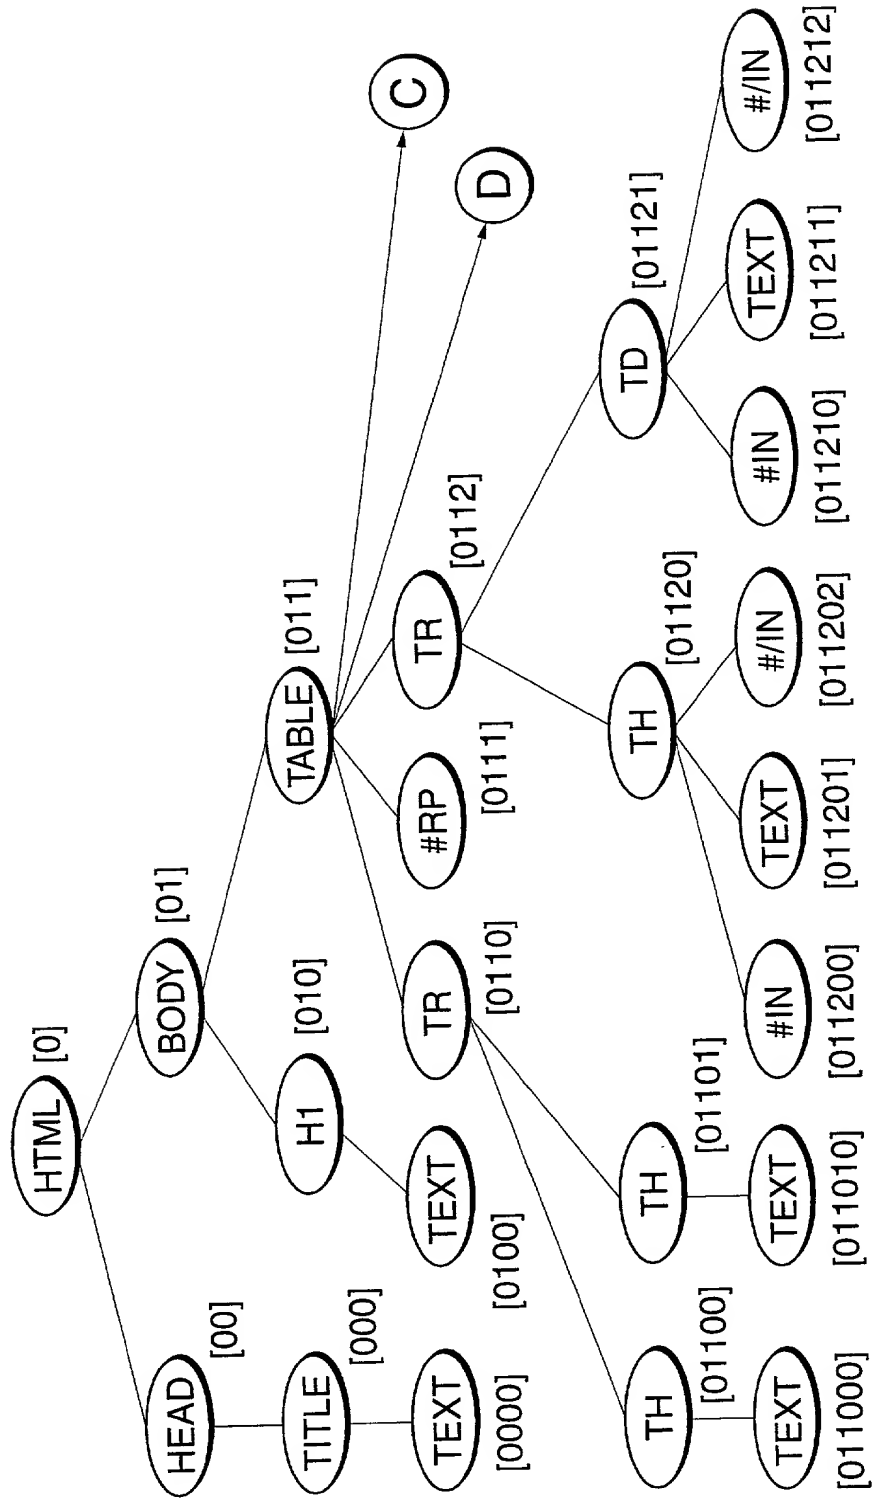 HTML [0]
HEAD [00]
BODY [01]
TITLE [000]
H1 [010]
TABLE [011]
TEXT [0000]
TEXT [0100]
TR [0110]
#RP [0111]
TR [0112]
D
C
TH [01100]
TH [01101]
TH [01120]
TD [01121]
TEXT [011000]
TEXT [011010]
#IN [011200]
TEXT [011201]
#/IN [011202]
#IN [011210]
TEXT [011211]
#/IN [011212]